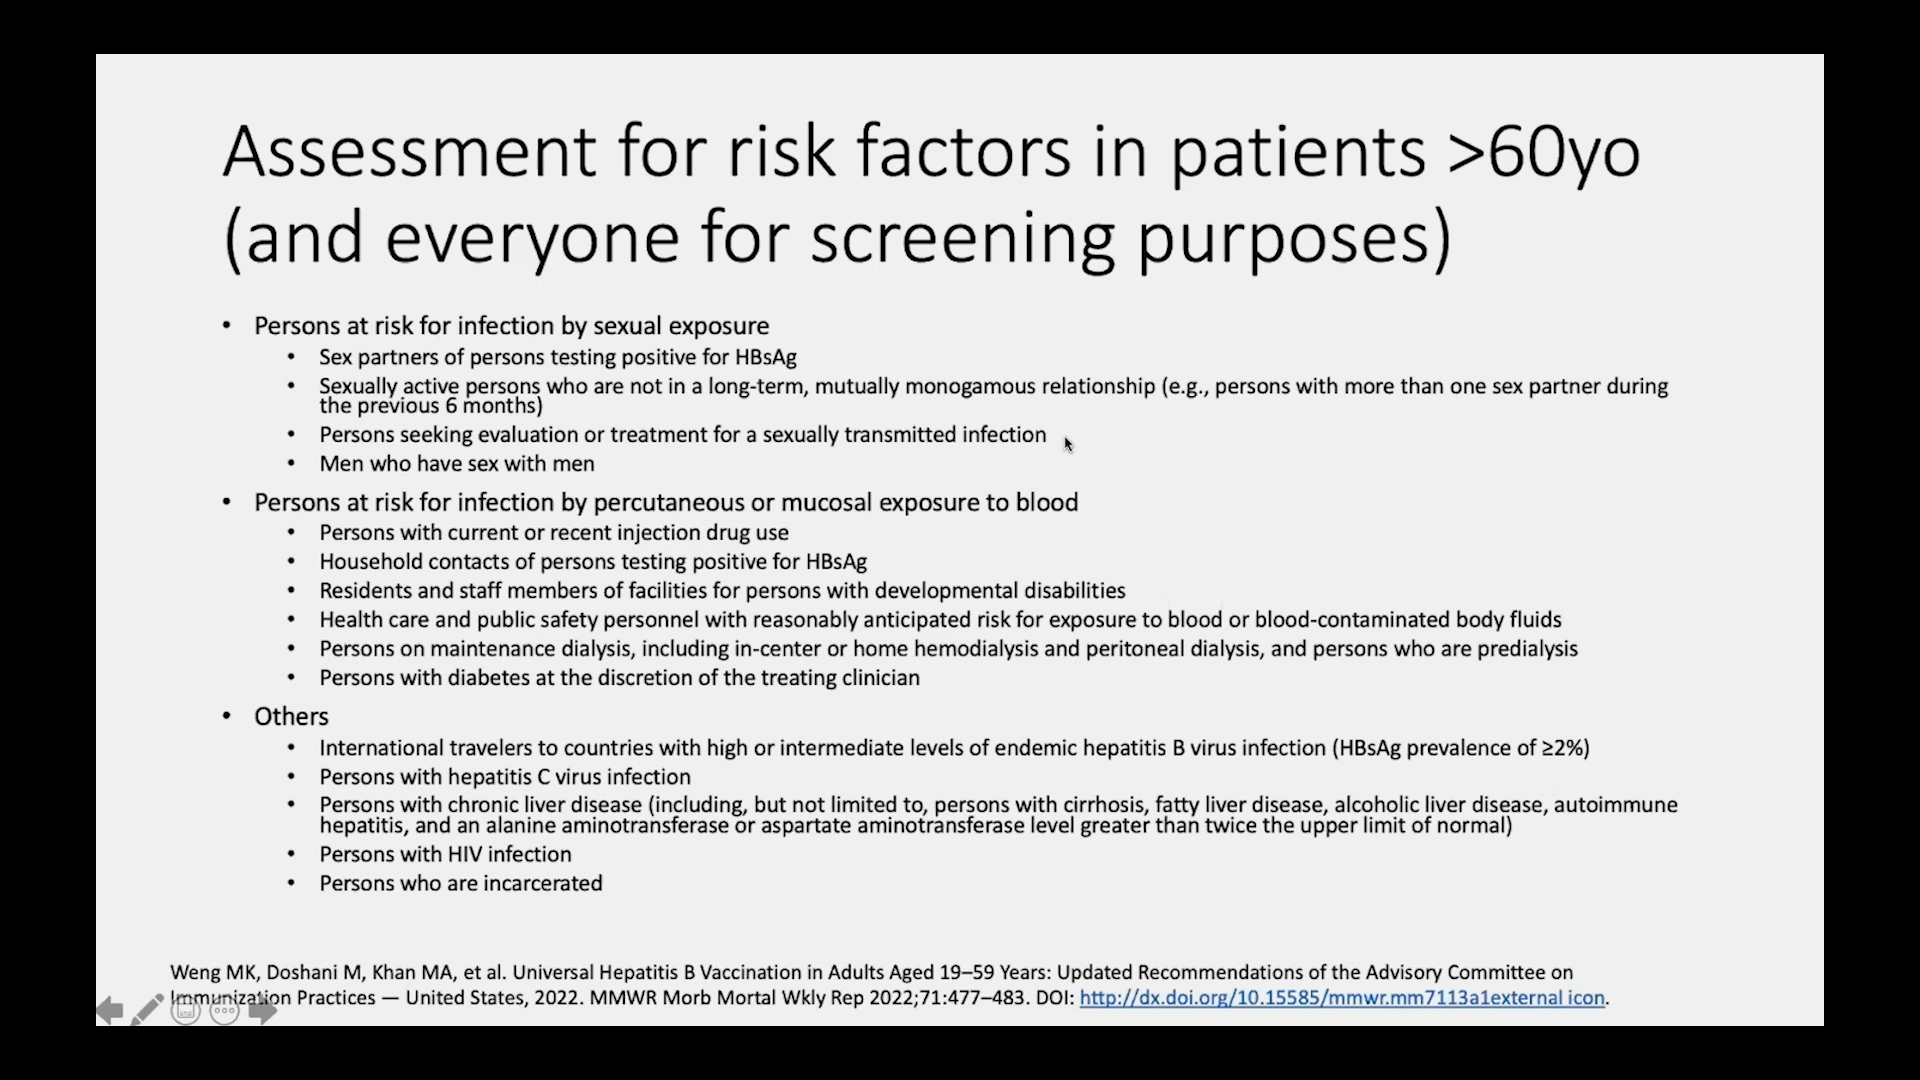 Assessment for risk factors in patients >60yo
(and everyone for screening purposes)
• Persons at risk for infection by sexual exposure
• Sex partners of persons testing positive for HBsAg
• Sexually active persons who are not in a long-term, mutually monogamous relationship (e.g., persons with more than one sex partner during
the previous 6 months)
• Persons seeking evaluation or treatment for a sexually transmitted infection
• Men who have sex with men
• Persons at risk for infection by percutaneous or mucosal exposure to blood
• Persons with current or recent injection drug use
• Household contacts of persons testing positive for HBsAg
• Residents and staff members of facilities for persons with developmental disabilities
• Health care and public safety personnel with reasonably anticipated risk for exposure to blood or blood-contaminated body fluids
• Persons on maintenance dialysis, including in-center or home hemodialysis and peritoneal dialysis, and persons who are predialysis
• Persons with diabetes at the discretion of the treating clinician
• Others
• International travelers to countries with high or intermediate levels of endemic hepatitis B virus infection (HBsAg prevalence of ≥2%)
• Persons with hepatitis C virus infection
• Persons with chronic liver disease (including, but not limited to, persons with cirrhosis, fatty liver disease, alcoholic liver disease, autoimmune
hepatitis, and an alanine aminotransferase or aspartate aminotransferase level greater than twice the upper limit of normal)
• Persons with HIV infection
• Persons who are incarcerated
Weng MK, Doshani M, Khan MA, et al. Universal Hepatitis B Vaccination in Adults Aged 19–59 Years: Updated Recommendations of the Advisory Committee on
Immunization Practices — United States, 2022. MMWR Morb Mortal Wkly Rep 2022;71:477–483. DOI: http://dx.doi.org/10.15585/mmwr.mm7113a1external icon.